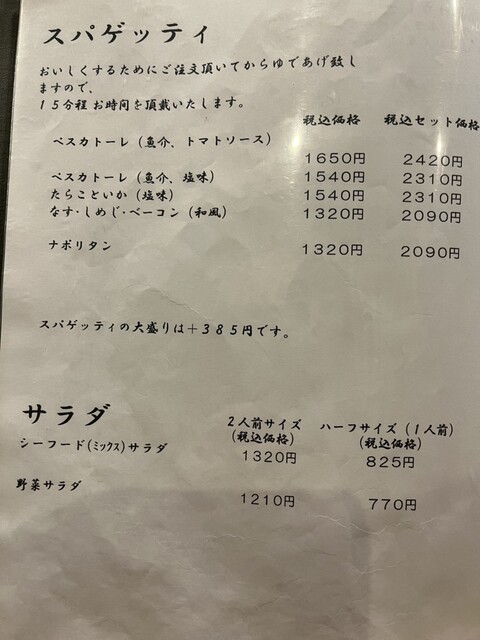 スパゲッティ
おいしくするためにご注文頂いてからゆであげ致し
ますので、
１５分程お時間を頂戴いたします。
税込価格 税込セット価格
ペスカトーレ（魚介、トマトソース）
1650円 2420円
ペスカトーレ（魚介、塩味） 1540円 2310円
たらこといか（塩味） 1540円 2310円
なす・しめじ・ベーコン（和風） 1320円 2090円
ナポリタン 1320円 2090円
スパゲッティの大盛りは＋３８５円です。
サラダ
２人前サイズ ハーフサイズ（１人前）
（税込価格） （税込価格）
シーフード(ﾐｯｸｽ)サラダ 1320円 825円
野菜サラダ 1210円 770円